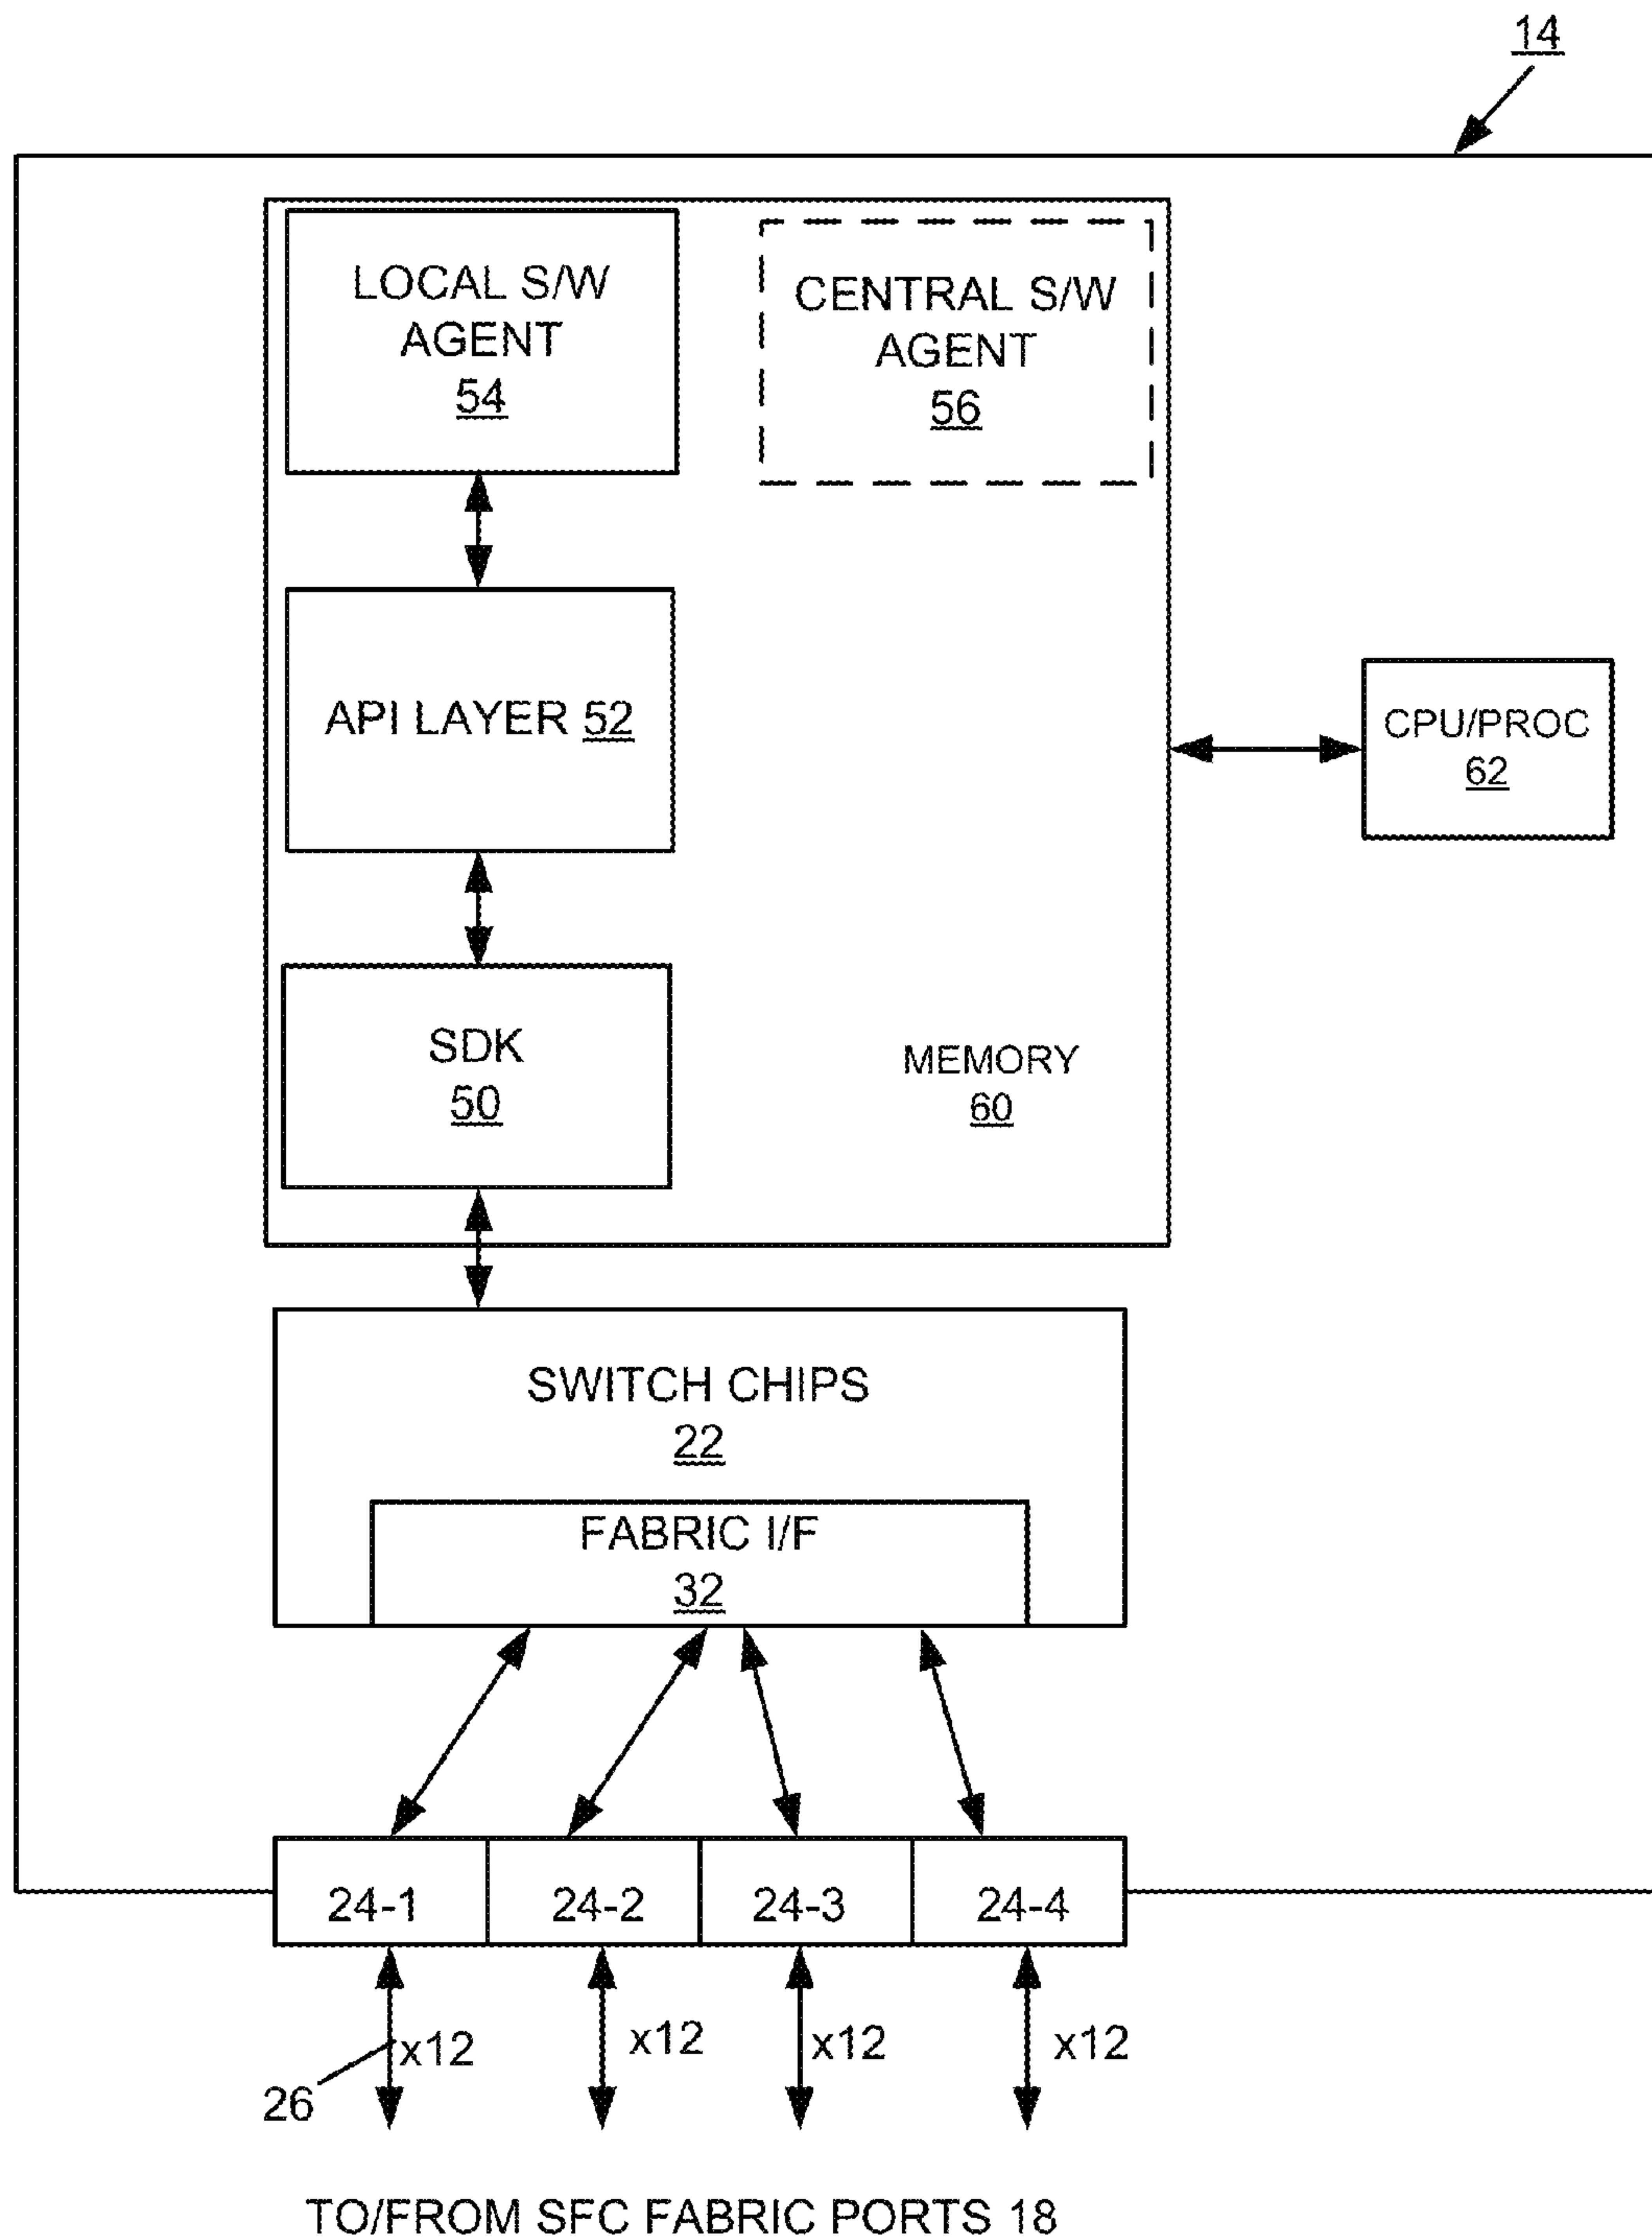 14
LOCAL S/W
AGENT
54
CENTRAL S/W
AGENT
56
API LAYER 52
CPU/PROC
62
SDK
50
MEMORY
60
SWITCH CHIPS
22
FABRIC I/F
32
24-1
24-2
24-3
24-4
x12
x12
x12
x12
26
TO/FROM SFC FABRIC PORTS 18